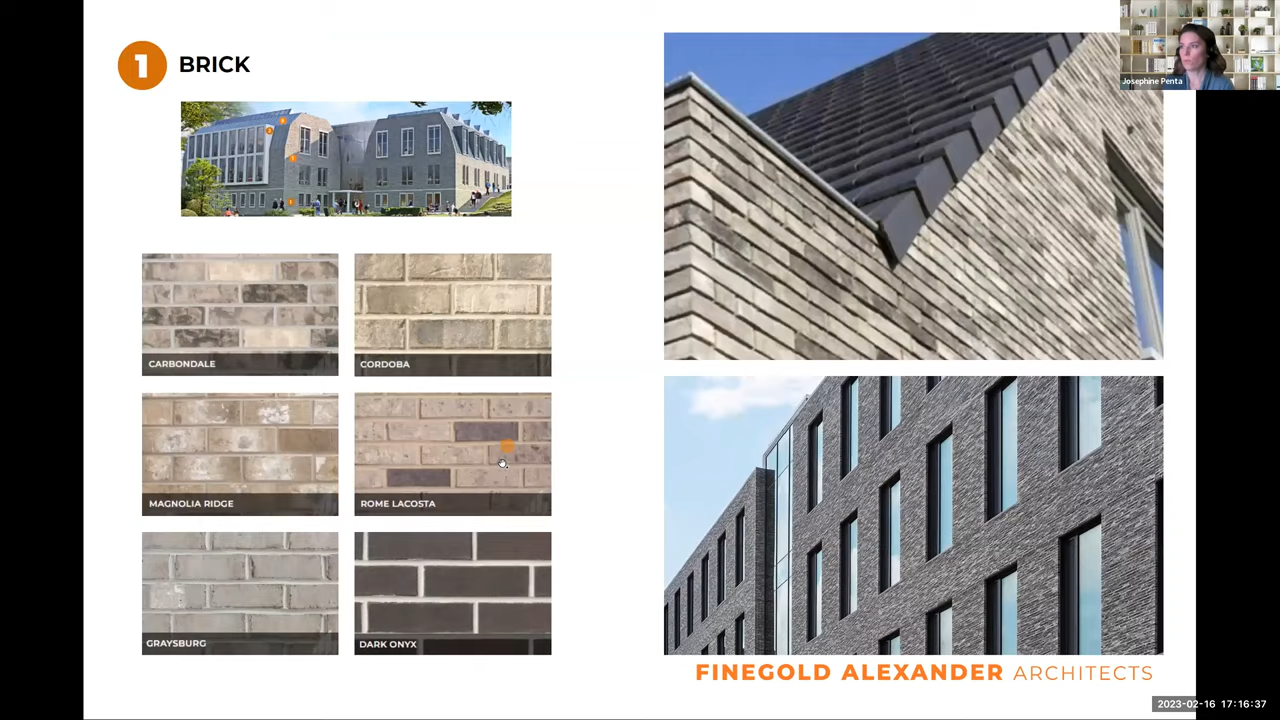 1 BRICK
Josephine Penta
CARBONDALE
CORDOBA
MAGNOLIA RIDGE
ROME LACOSTA
GRAYSBURG
DARK ONYX
FINEGOLD ALEXANDER ARCHITECTS
2023-02-16 17:16:37